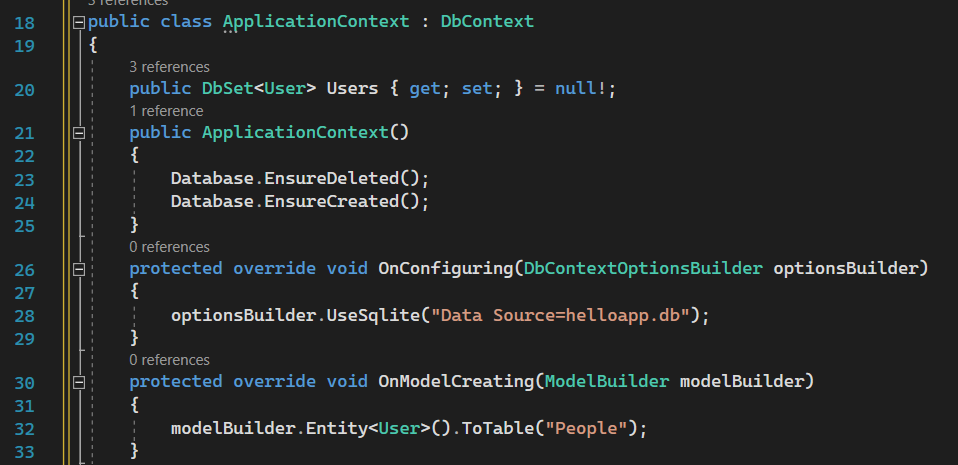 3 references
18 public class ApplicationContext : DbContext
19 {
3 references
20 public DbSet<User> Users { get; set; } = null!;
1 reference
21 public ApplicationContext()
22 {
23 Database.EnsureDeleted();
24 Database.EnsureCreated();
25 }
0 references
26 protected override void OnConfiguring(DbContextOptionsBuilder optionsBuilder)
27 {
28 optionsBuilder.UseSqlite("Data Source=helloapp.db");
29 }
0 references
30 protected override void OnModelCreating(ModelBuilder modelBuilder)
31 {
32 modelBuilder.Entity<User>().ToTable("People");
33 }